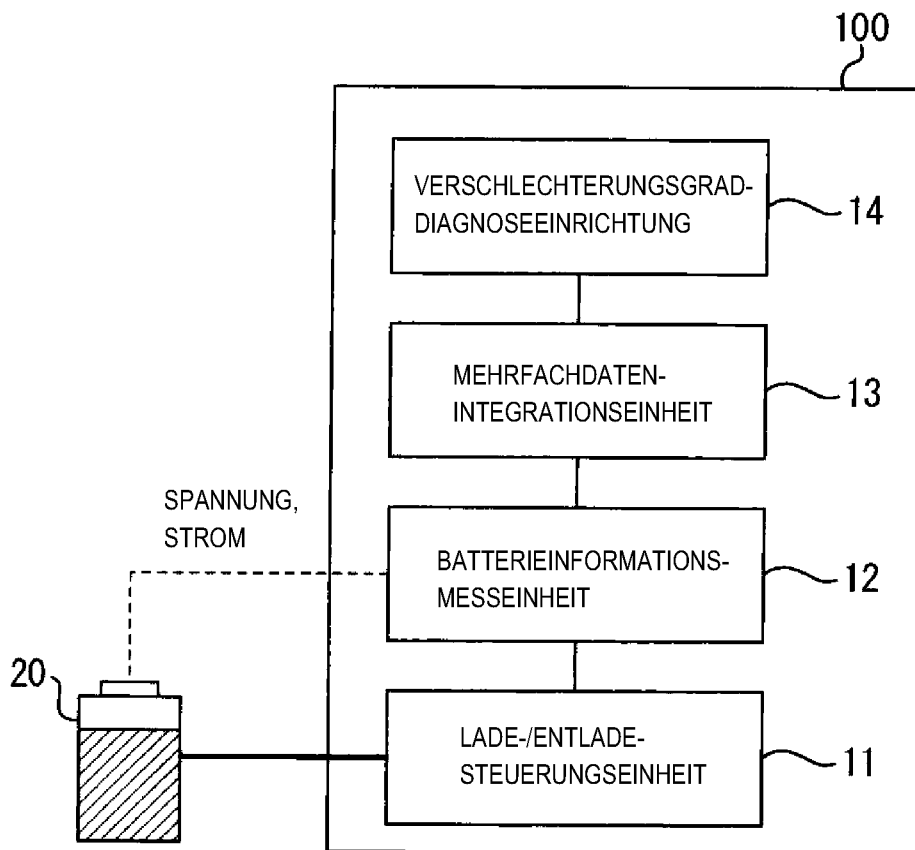 100
VERSCHLECHTERUNGSGRAD-
DIAGNOSEEINRICHTUNG
14
MEHRFACHDATEN-
INTEGRATIONSEINHEIT
13
SPANNUNG,
STROM
BATTERIEINFORMATIONS-
MESSEINHEIT
12
20
LADE-/ENTLADE-
STEUERUNGSEINHEIT
11